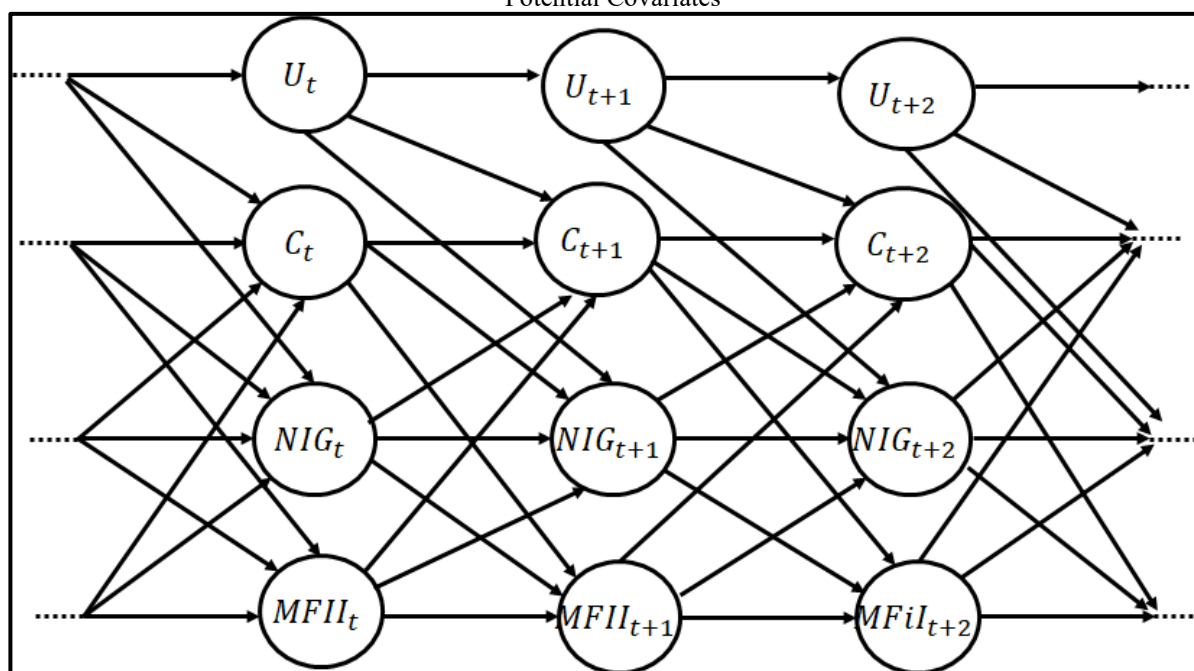 Potential Covariates
U_t U_{t+1} U_{t+2}
C_t C_{t+1} C_{t+2}
NIG_t NIG_{t+1} NIG_{t+2}
MFII_t MFII_{t+1} MFiI_{t+2}